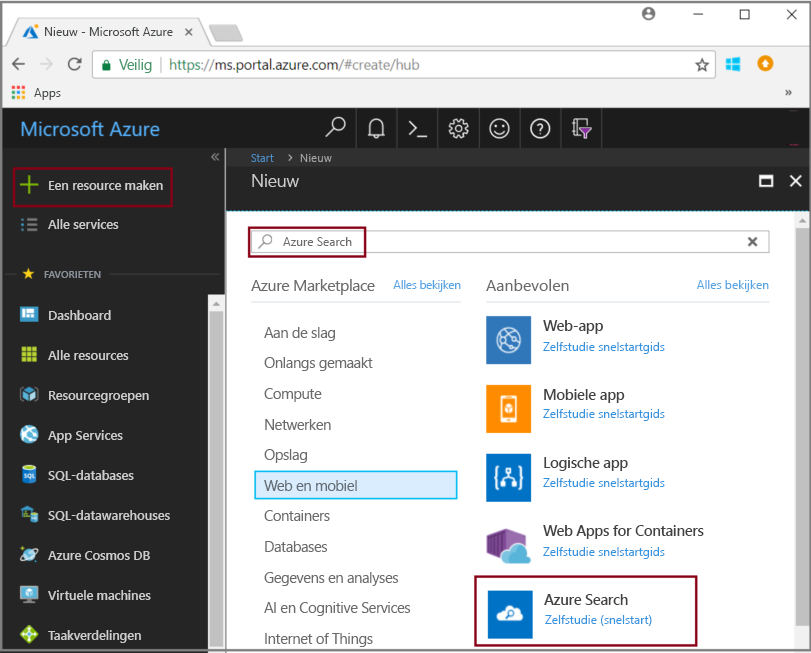 Nieuw - Microsoft Azure
Veilig https://ms.portal.azure.com/#create/hub
Apps
Microsoft Azure
Een resource maken
Alle services
FAVORIETEN
Dashboard
Alle resources
Resourcegroepen
App Services
SQL-databases
SQL-datawarehouses
Azure Cosmos DB
Virtuele machines
Taakverdelingen
Start > Nieuw
Nieuw
Azure Search
Azure Marketplace Alles bekijken
Aan de slag
Onlangs gemaakt
Compute
Netwerken
Opslag
Web en mobiel
Containers
Databases
Gegevens en analyses
AI en Cognitive Services
Internet of Things
Aanbevolen Alles bekijken
Web-app
Zelfstudie snelstartgids
Mobiele app
Zelfstudie snelstartgids
Logische app
Zelfstudie snelstartgids
Web Apps for Containers
Zelfstudie snelstartgids
Azure Search
Zelfstudie (snelstart)